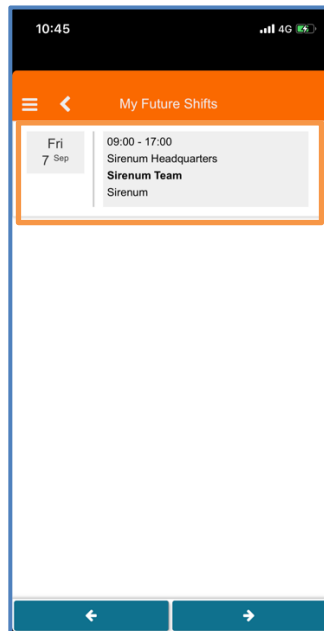 10:45
4G
My Future Shifts
Fri
7 Sep
09:00 - 17:00
Sirenum Headquarters
Sirenum Team
Sirenum